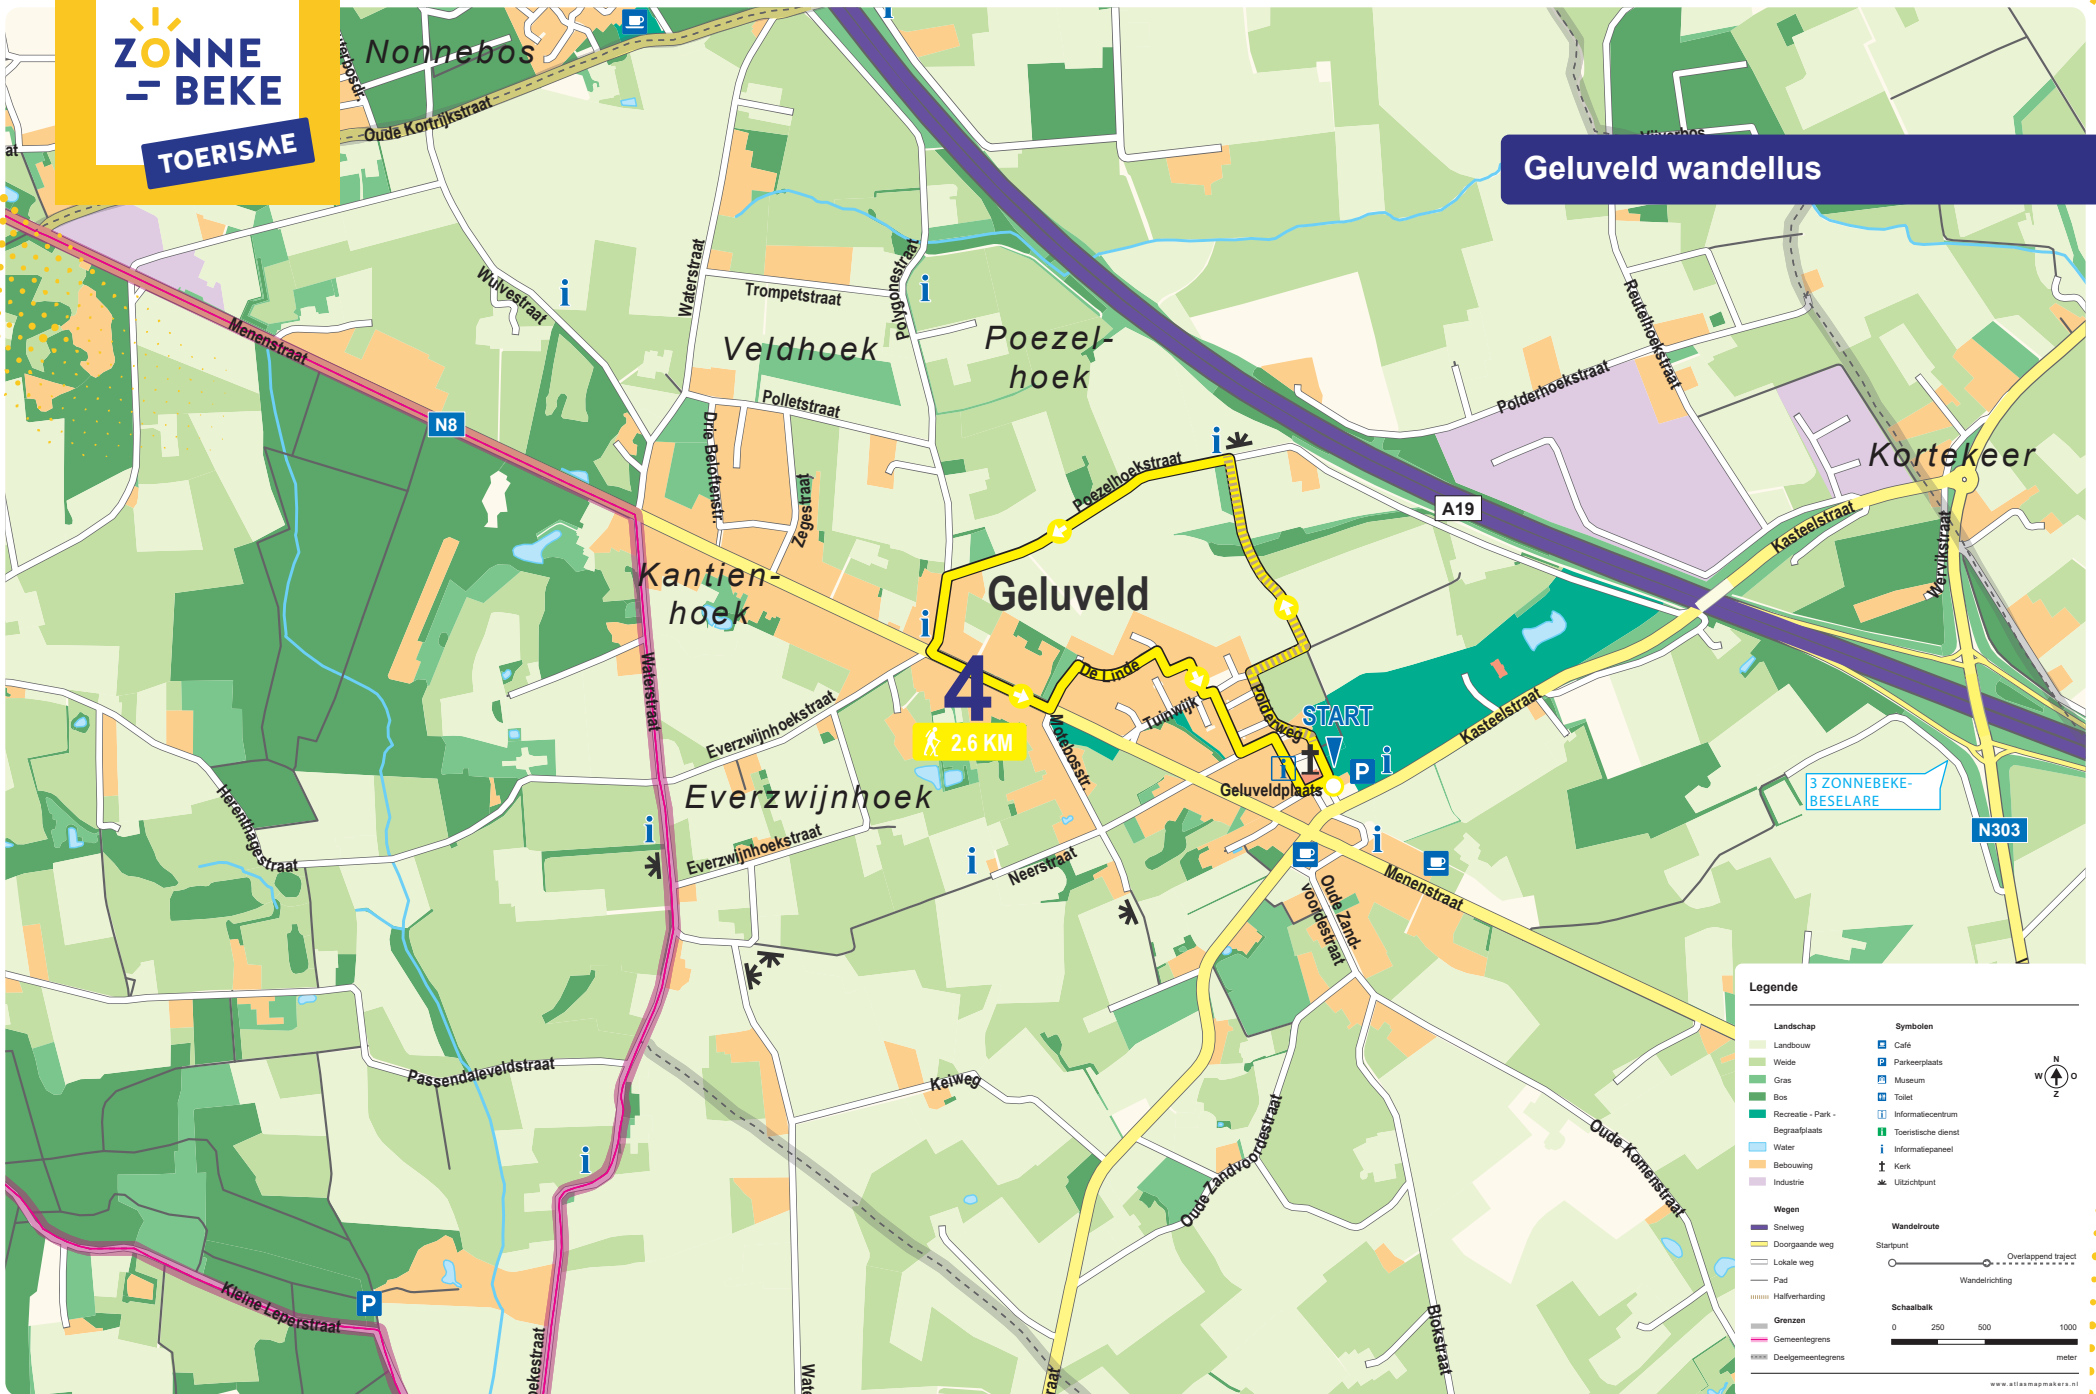 ZONNE
BEKE
TOERISME
Nonnebos
Oude Kortrijkstraat
Geluveld wandellus
Wulvestraat
Waterstraat
Trompetstraat
Polygonestraat
Veldhoek
Poezel-
hoek
Menenstraat
N8
Polletstraat
Drie Beloftenstr.
Zegestraat
Poezelhoekstraat
Reutelhoekstraat
Polderhoekstraat
Kortekeer
A19
Kasteelstraat
Wervikstraat
Kantien-
hoek
Geluveld
Waterstraat
4
2.6 KM
De Linde
Tuinwijk
Polderweg
START
P
Geluveldplaats
Kasteelstraat
Everzwijnhoekstraat
Motebosstr.
Everzwijnhoek
Everzwijnhoekstraat
Herenthagestraat
Neerstraat
Menenstraat
Oude Zand-
voordestraat
3 ZONNEBEKE-
BESELARE
N303
Passendaleveldstraat
Keiweg
Oude Zandvoordestraat
Oude Komenstraat
Kleine Leperstraat
P
Blokstraat
Legende
Landschap
Landbouw
Weide
Gras
Bos
Recreatie - Park -
Begraafplaats
Water
Bebouwing
Industrie
Symbolen
Café
P Parkeerplaats
Museum
Toilet
i Informatiecentrum
Toeristische dienst
i Informatiepaneel
Kerk
Uitzichtpunt
N
W O
Z
Wegen
Snelweg
Doorgaande weg
Lokale weg
Pad
Halfverharding
Grenzen
Gemeentegrens
Deelgemeentegrens
Wandelroute
Startpunt
Overlappend traject
Wandelrichting
Schaalbalk
0 250 500 1000
meter
www.atlasmapmakers.nl